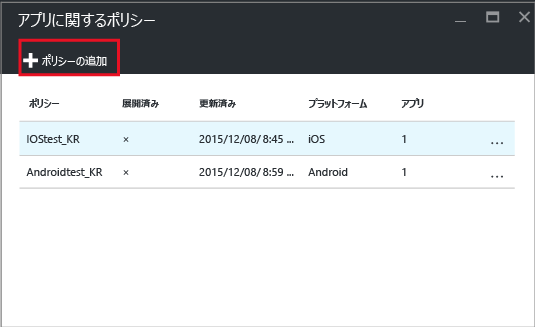 アプリに関するポリシー
ポリシーの追加
ポリシー 展開済み 更新済み プラットフォーム アプリ
IOStest_KR × 2015/12/08/ 8:45 ... iOS 1 ...
Androidtest_KR × 2015/12/08/ 8:59 ... Android 1 ...